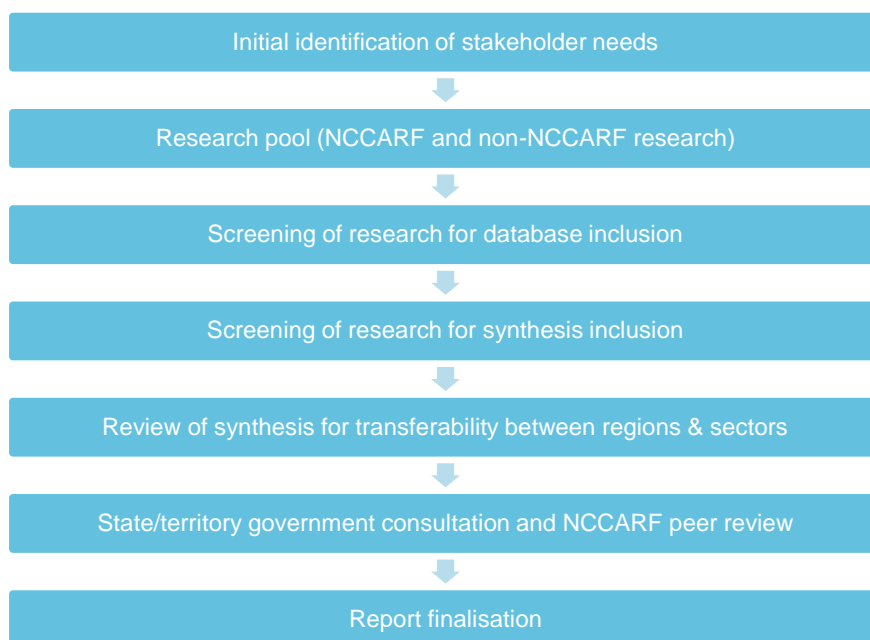 Initial identification of stakeholder needs
Research pool (NCCARF and non-NCCARF research)
Screening of research for database inclusion
Screening of research for synthesis inclusion
Review of synthesis for transferability between regions & sectors
State/territory government consultation and NCCARF peer review
Report finalisation